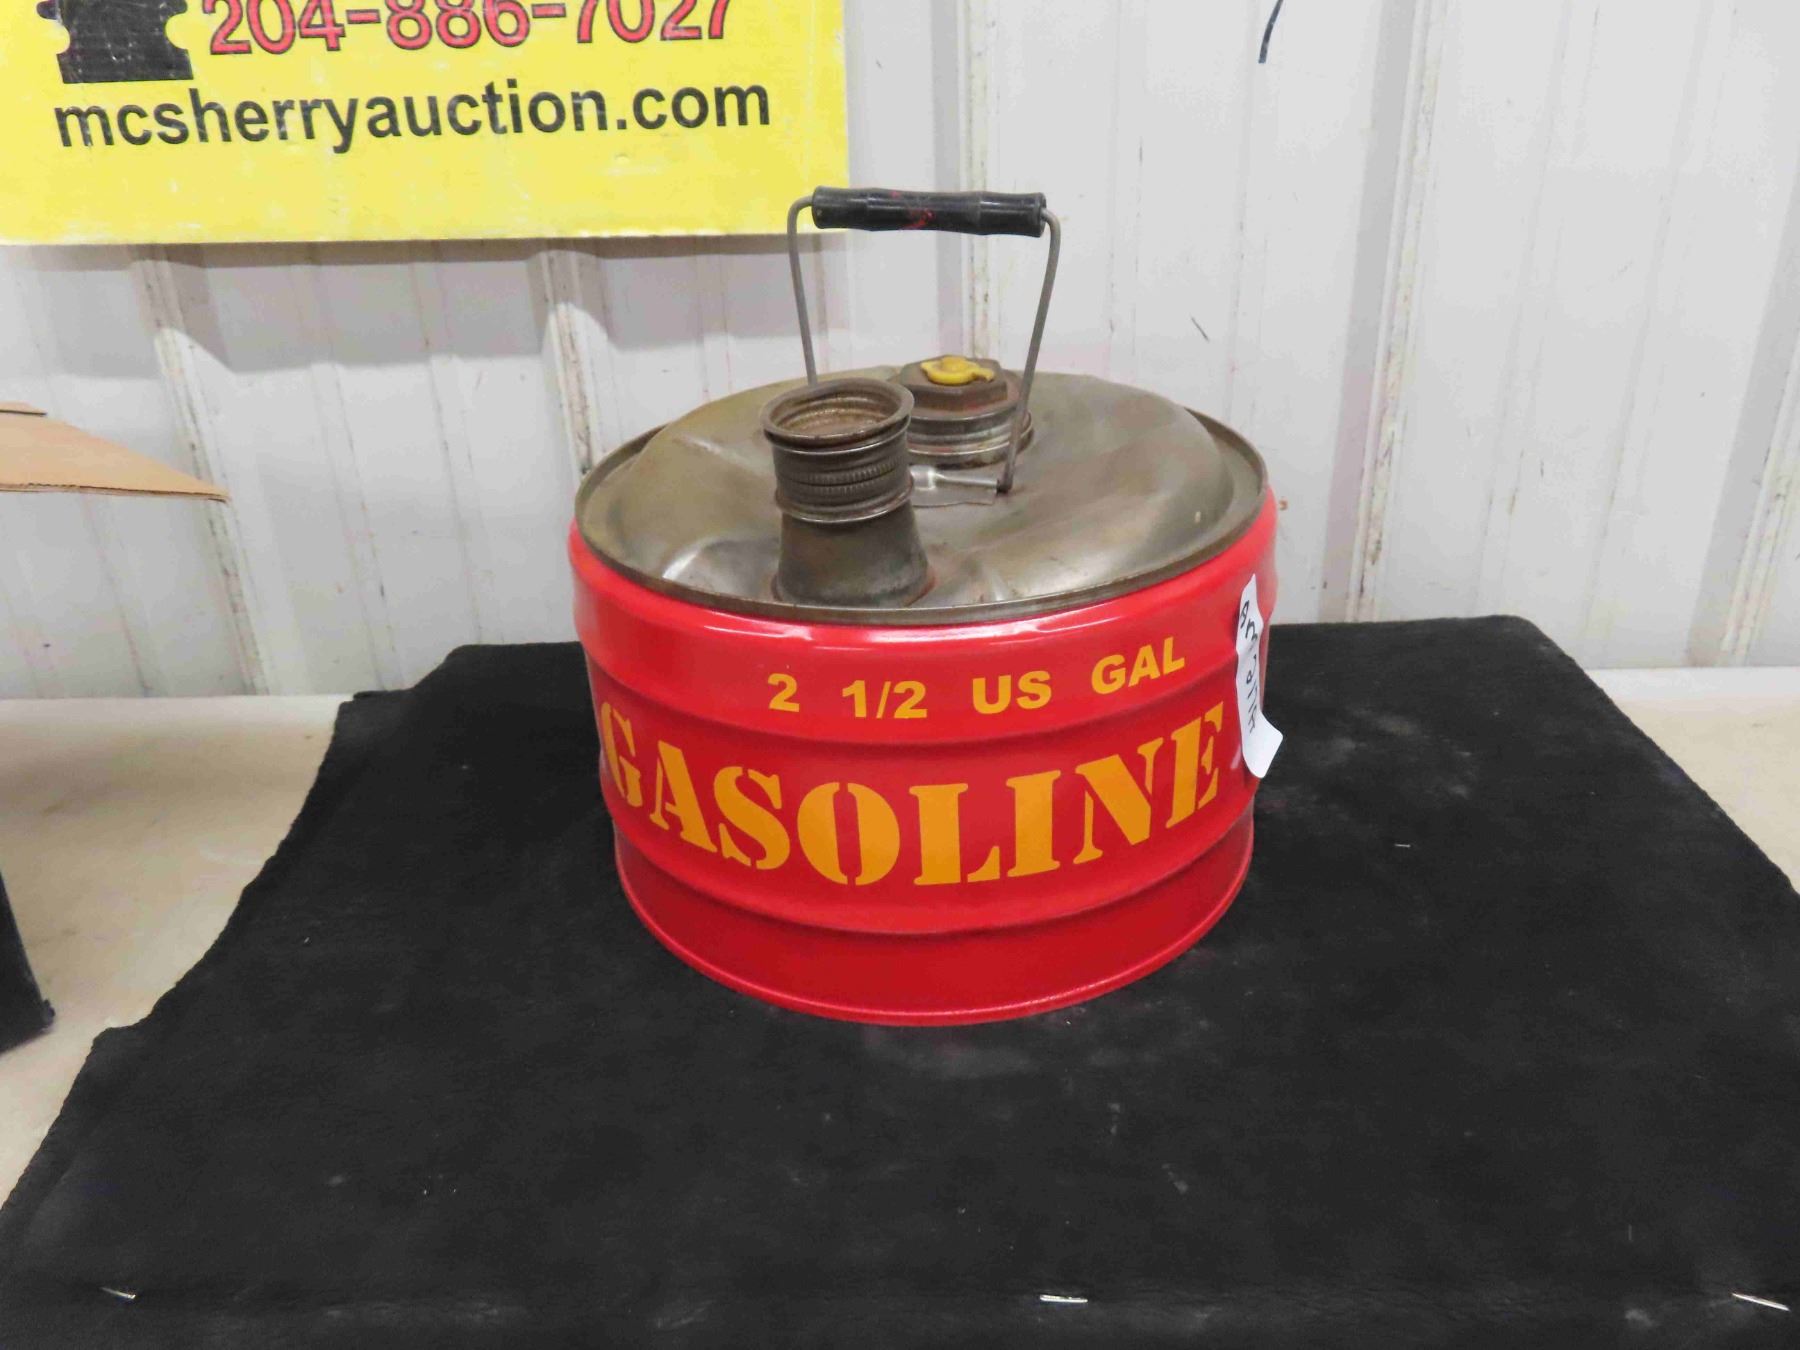 204-886-7027
mcsherryauction.com
2 1/2 US GAL
GASOLINE